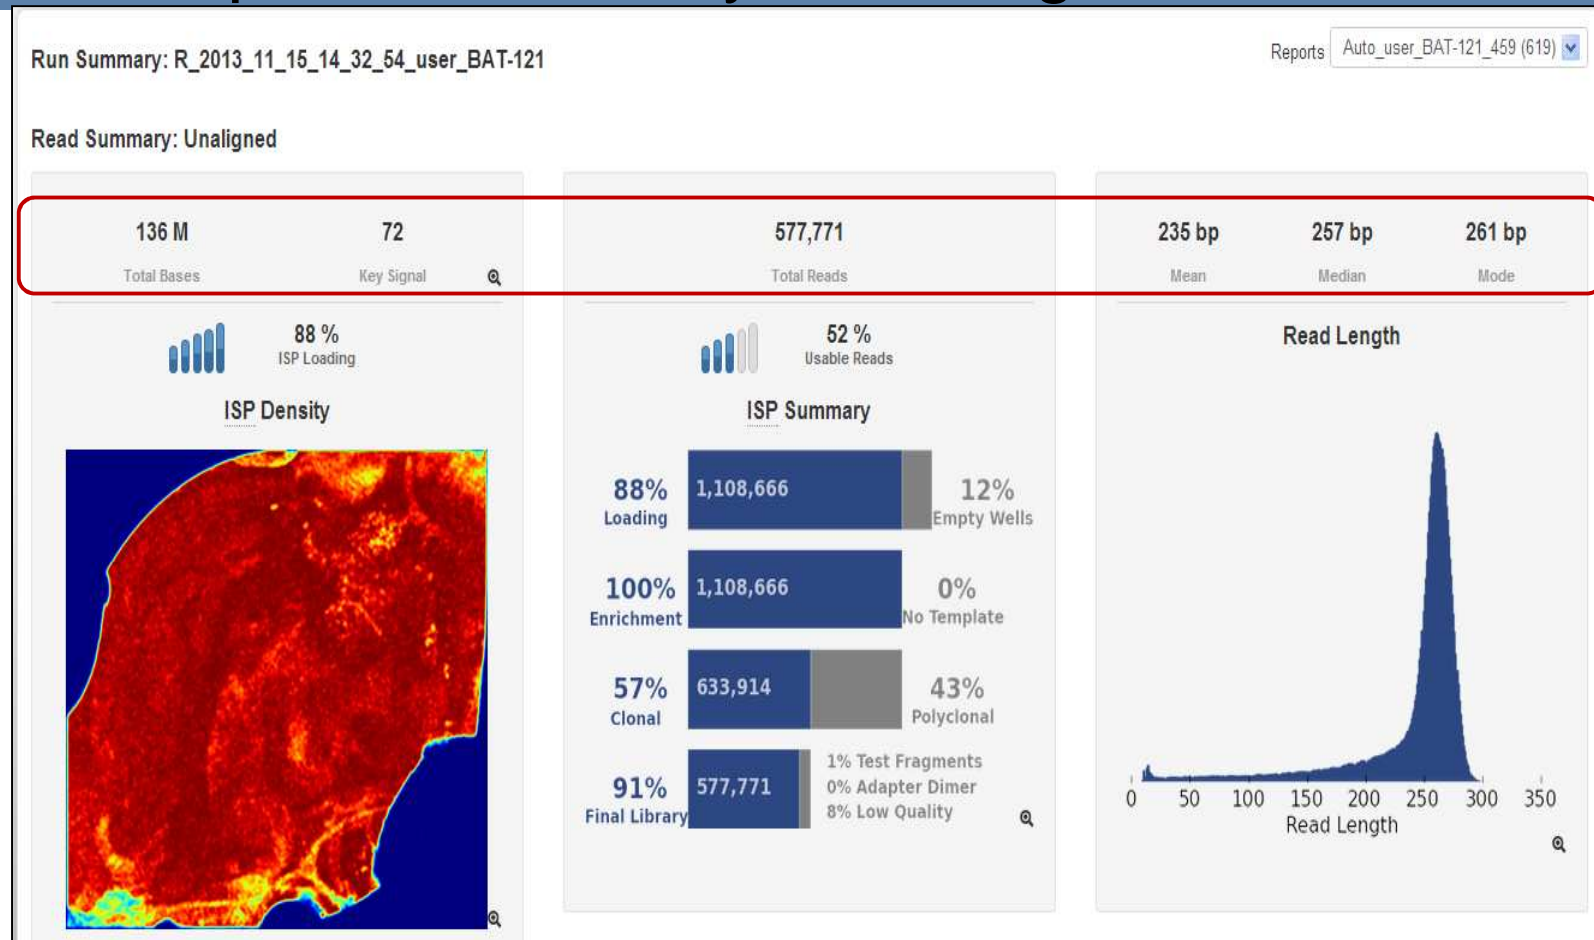 Run Summary: R_2013_11_15_14_32_54_user_BAT-121
Reports Auto_user_BAT-121_459 (619)
Read Summary: Unaligned
136 M 72
Total Bases Key Signal
88 %
ISP Loading
ISP Density
577,771
Total Reads
52 %
Usable Reads
ISP Summary
88% 1,108,666 12%
Loading Empty Wells
100% 1,108,666 0%
Enrichment No Template
57% 633,914 43%
Clonal Polyclonal
1% Test Fragments
91% 577,771 0% Adapter Dimer
Final Library 8% Low Quality
235 bp 257 bp 261 bp
Mean Median Mode
Read Length
0 50 100 150 200 250 300 350
Read Length